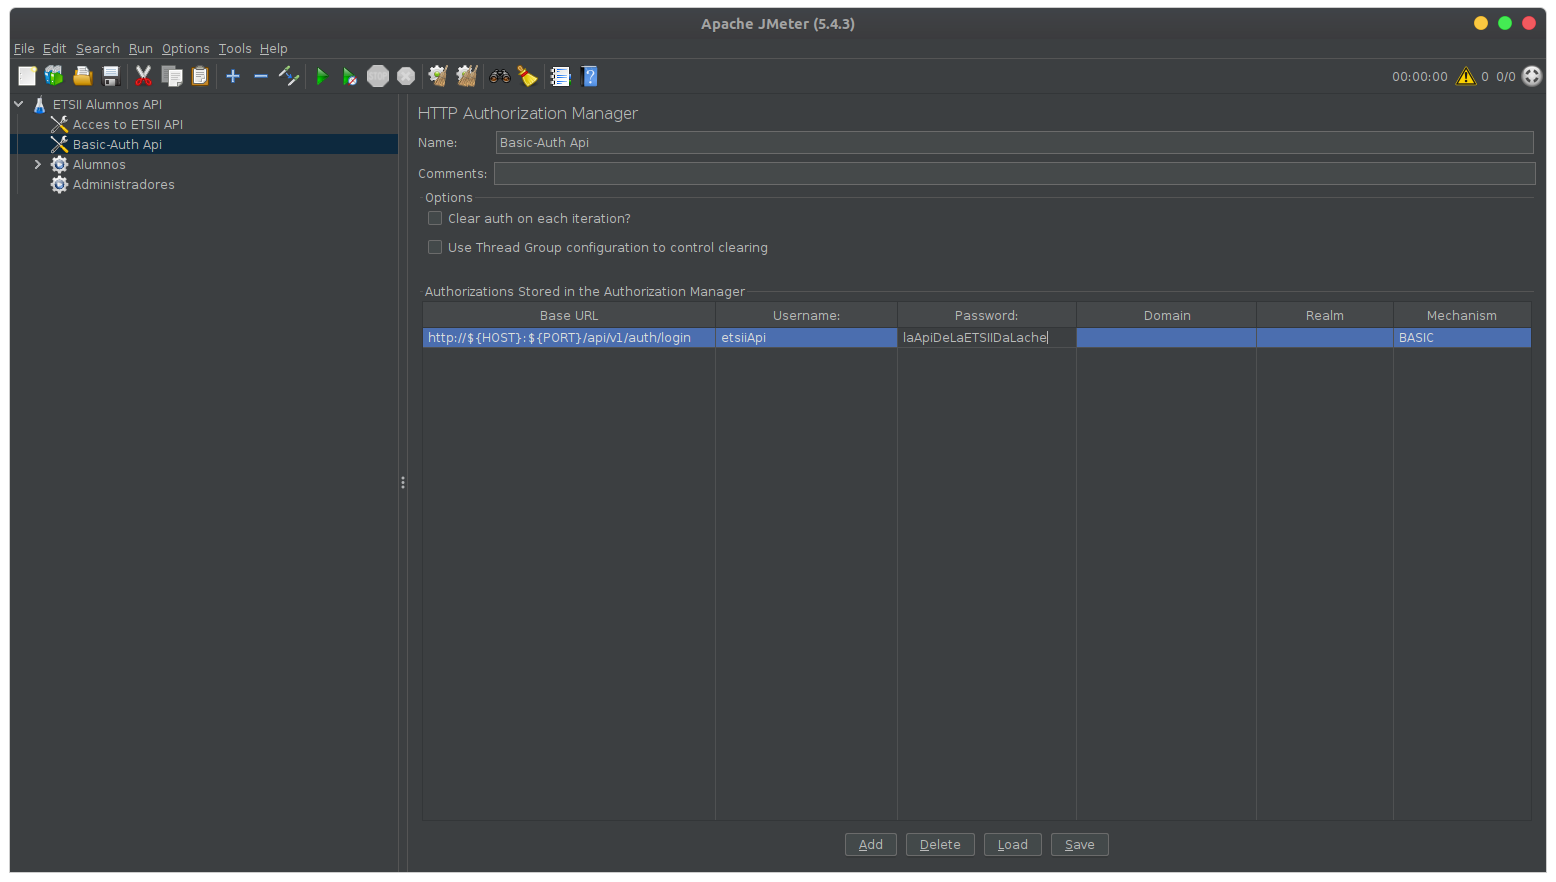 Apache JMeter (5.4.3)
File Edit Search Run Options Tools Help
00:00:00 0 0/0
ETSII Alumnos API
Acces to ETSII API
Basic-Auth Api
Alumnos
Administradores
HTTP Authorization Manager
Name: Basic-Auth Api
Comments:
Options
Clear auth on each iteration?
Use Thread Group configuration to control clearing
Authorizations Stored in the Authorization Manager
Base URL Username: Password: Domain Realm Mechanism
http://${HOST}:${PORT}/api/v1/auth/login etsiiApi laApiDeLaETSIIDaLache BASIC
Add Delete Load Save